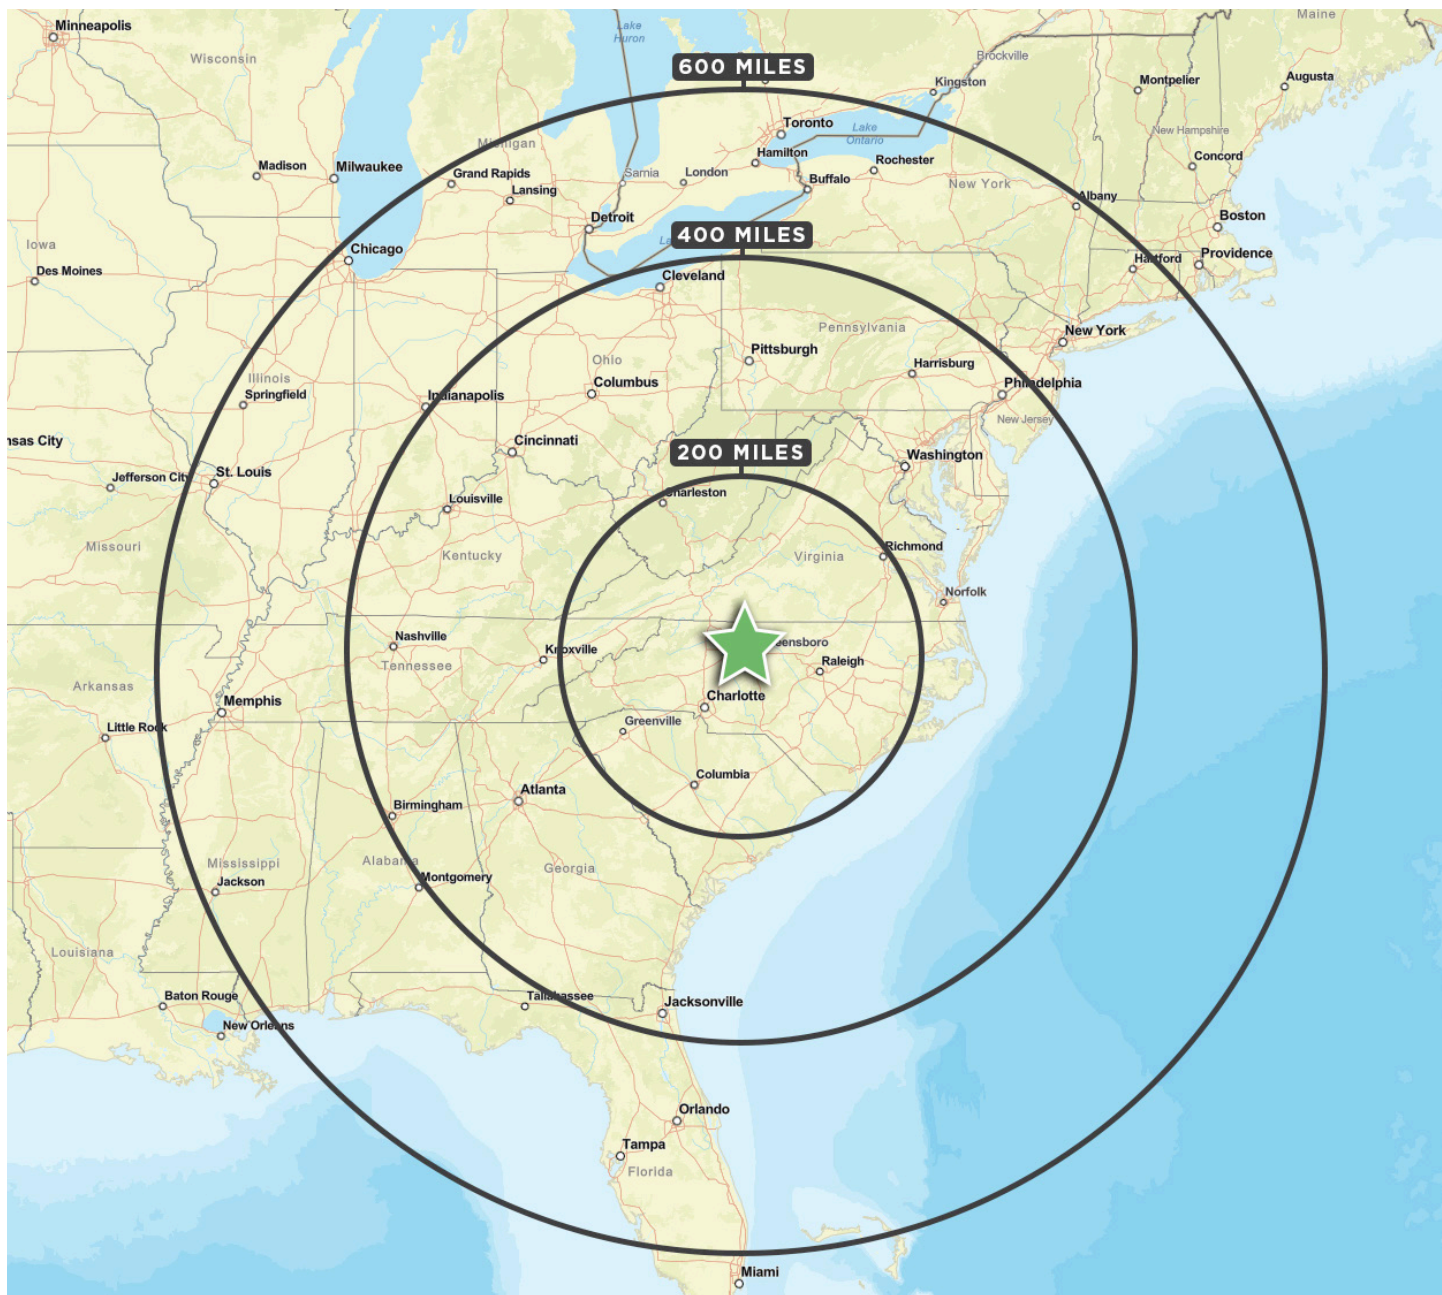 Maine
Minneapolis
Lake
Huron
Wisconsin
Brockville
600 MILES
Montpelier
Augusta
Kingston
Toronto
Lake
Ontario
New Hampshire
Michigan
Hamilton
Rochester
Concord
Madison
Milwaukee
Grand Rapids
Sarnia
London
Buffalo
New York
Lansing
Albany
Detroit
Boston
400 MILES
Iowa
Chicago
Hartford
Providence
Des Moines
Cleveland
Pennsylvania
New York
Pittsburgh
Ohio
Harrisburg
Illinois
Columbus
Philadelphia
Springfield
Indianapolis
New Jersey
nsas City
Cincinnati
200 MILES
Washington
Jefferson City
St. Louis
Charleston
Louisville
Missouri
Kentucky
Virginia
Richmond
Norfolk
Nashville
Knoxville
eensboro
Tennessee
Raleigh
Arkansas
Charlotte
Memphis
Greenville
Little Rock
Columbia
Atlanta
Birmingham
Mississippi
Alabama
Georgia
Jackson
Montgomery
Louisiana
Baton Rouge
Tallahassee
Jacksonville
New Orleans
Orlando
Tampa
Florida
Miami